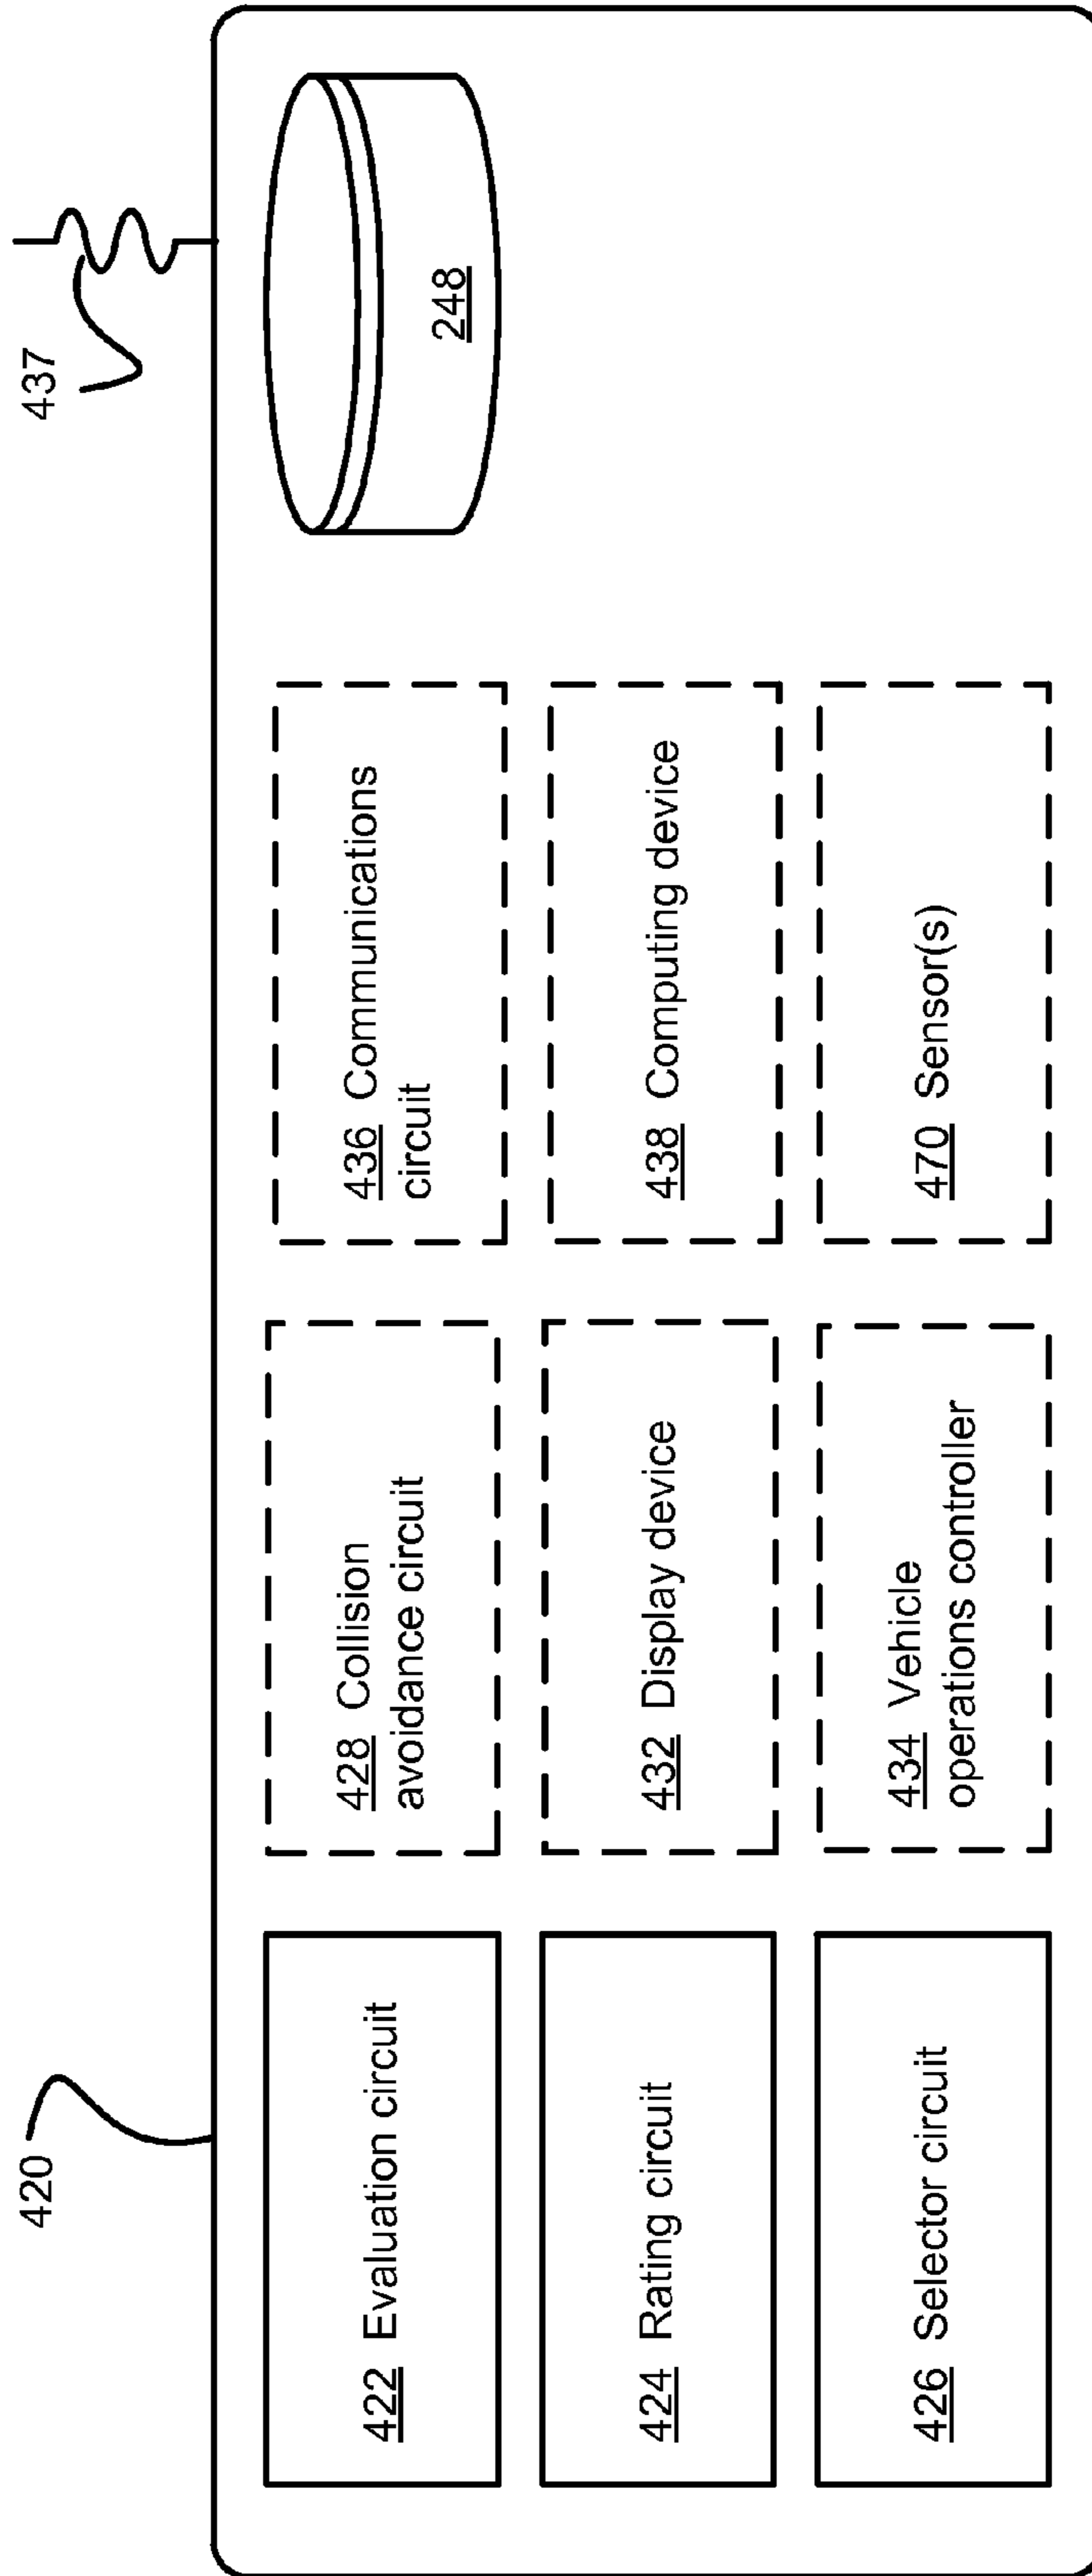 420
437
422 Evaluation circuit
424 Rating circuit
426 Selector circuit
428 Collision
avoidance circuit
432 Display device
434 Vehicle
operations controller
436 Communications
circuit
438 Computing device
470 Sensor(s)
248